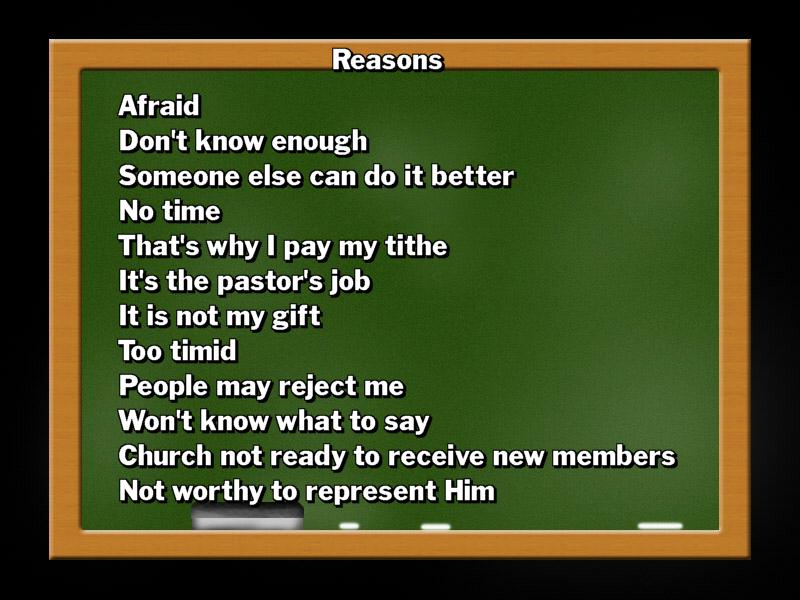 Reasons
Afraid
Don't know enough
Someone else can do it better
No time
That's why I pay my tithe
It's the pastor's job
It is not my gift
Too timid
People may reject me
Won't know what to say
Church not ready to receive new members
Not worthy to represent Him